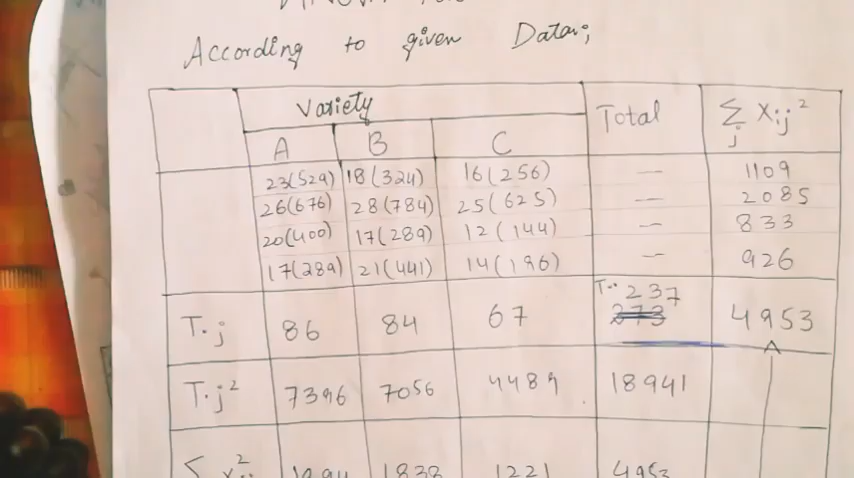 According to given Data;
Variety Total Σj Xij²
A B C
23(529) 18(324) 16(256) — 1109
26(676) 28(784) 25(625) — 2085
20(400) 17(289) 12(144) — 833
17(289) 21(441) 14(196) — 926
T.. 237
T.j 86 84 67 273 4953
T.j² 7396 7056 4489 18941
1894 1838 1221 4953